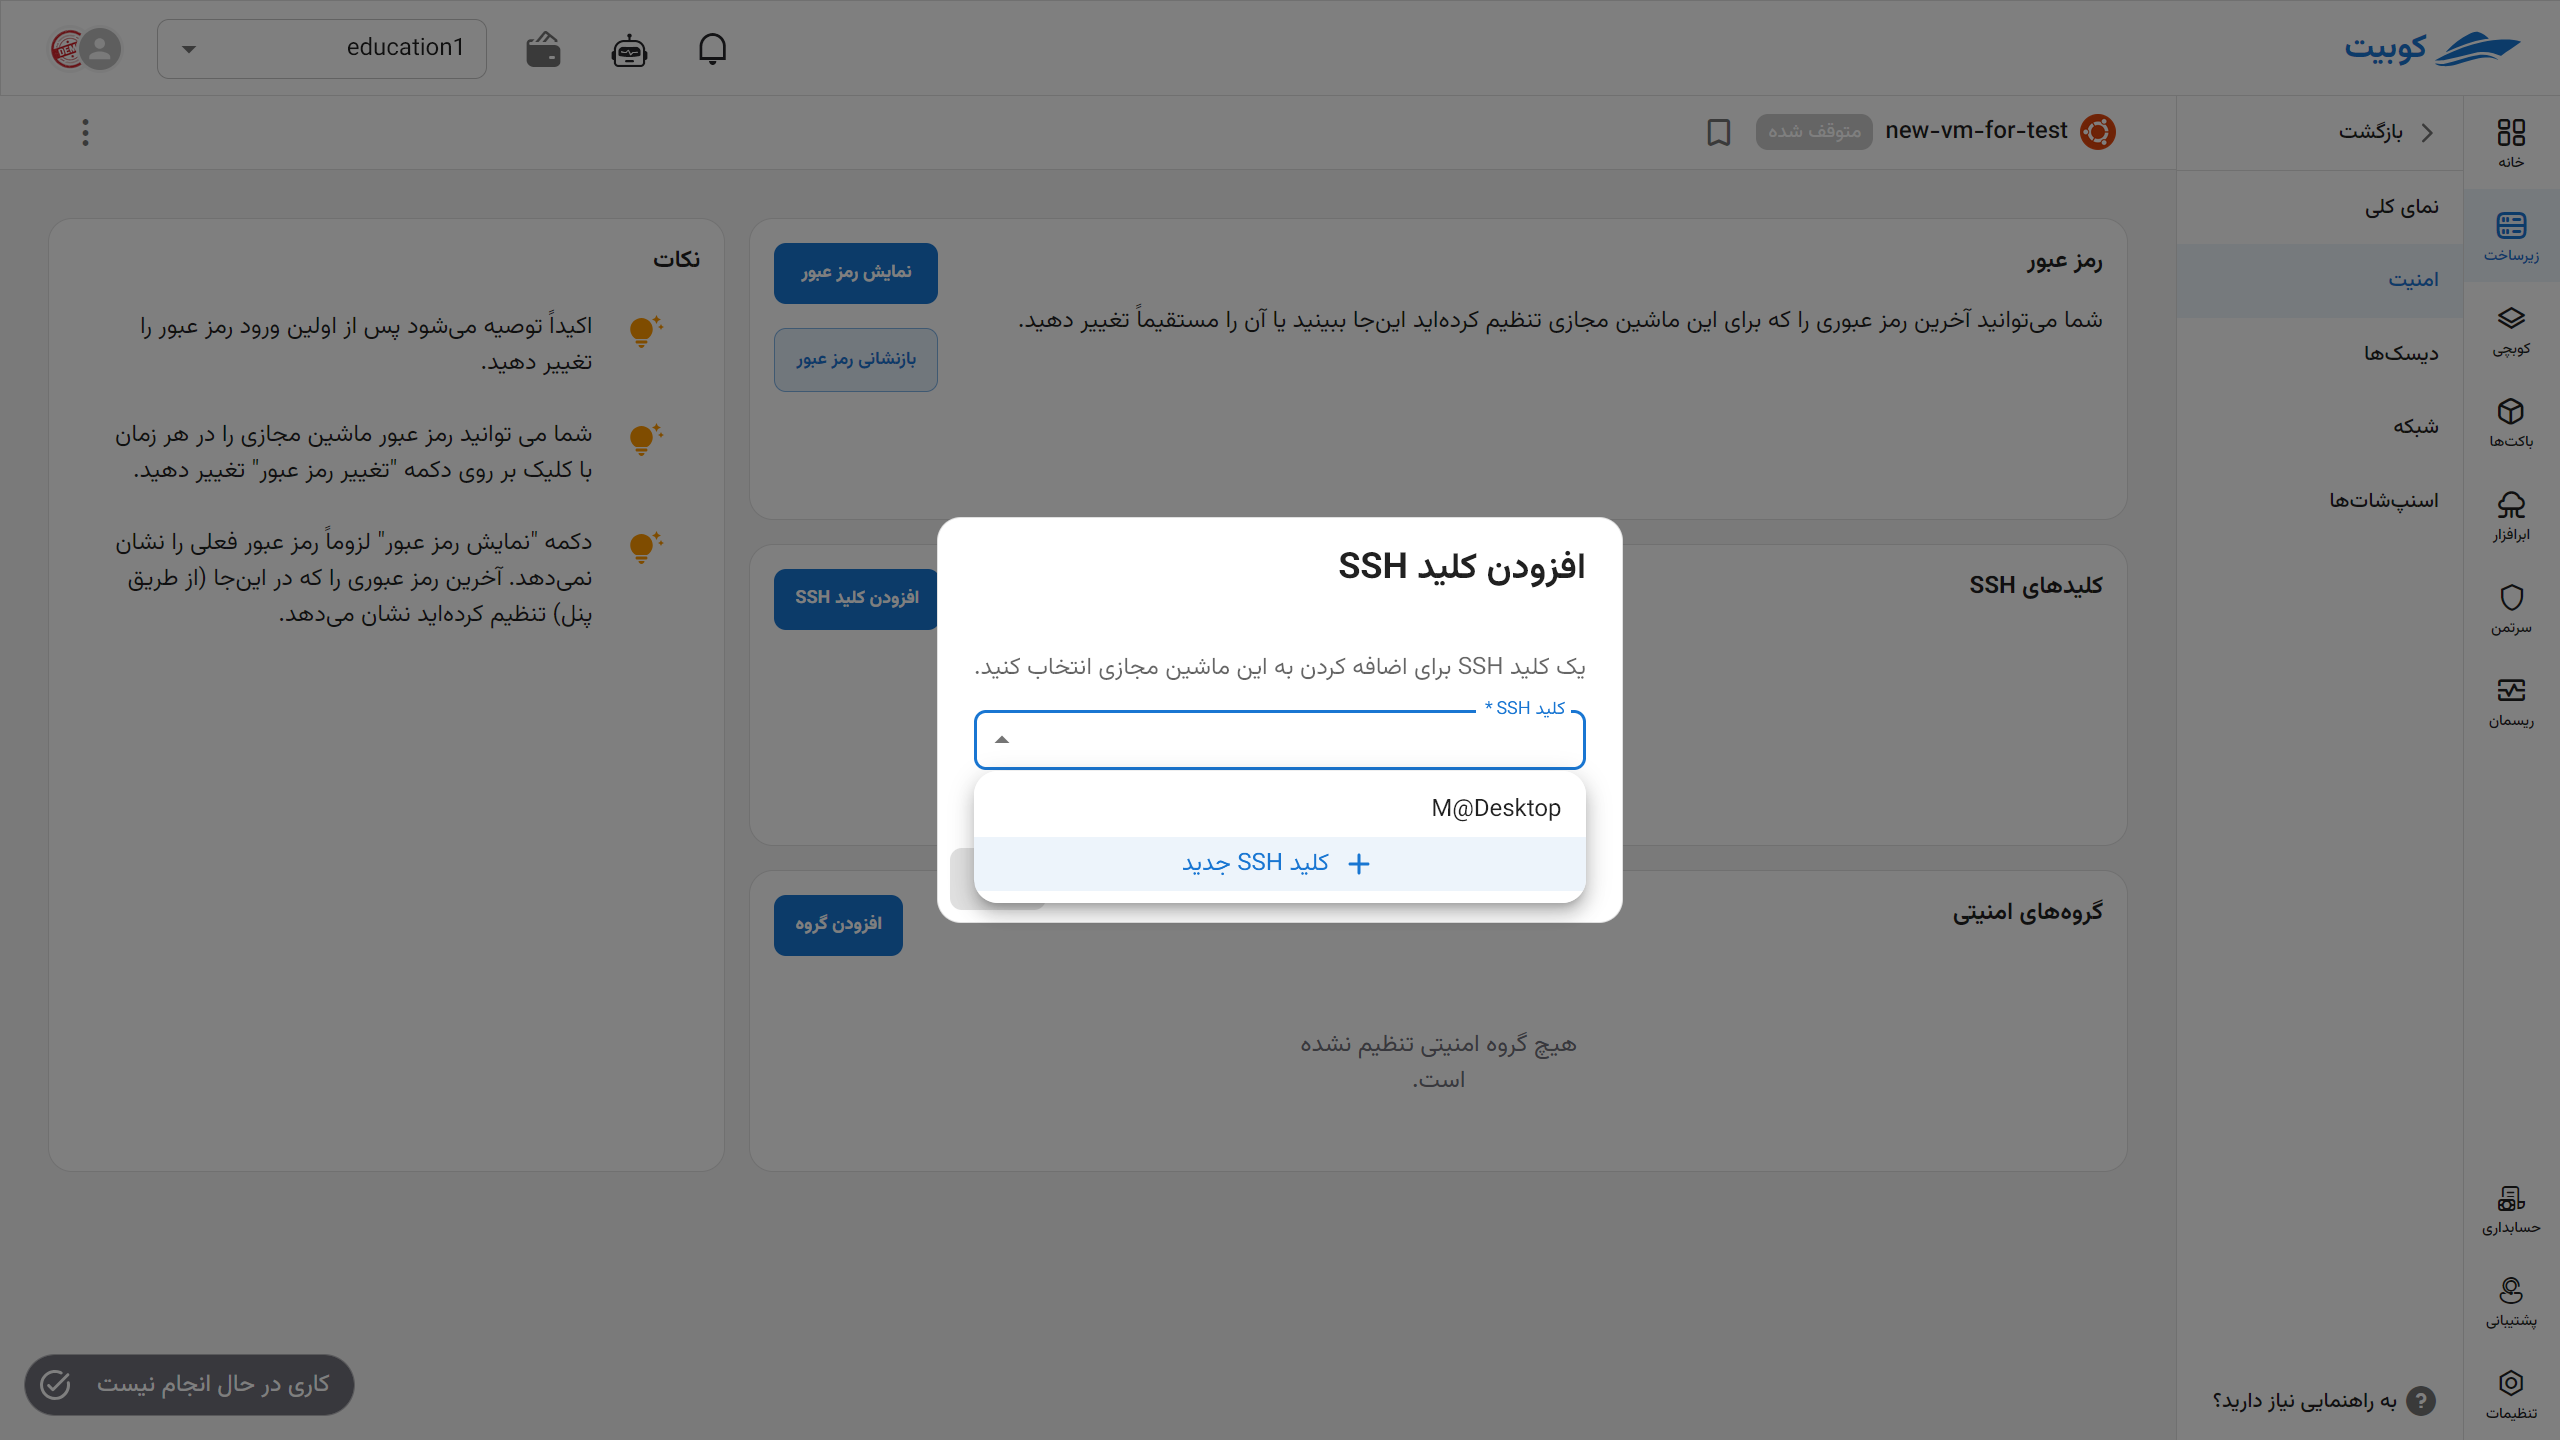 کوبیت
education1
خانه
زیرساخت
کوبچی
باکت‌ها
ابرافزار
سرتمن
ریسمان
حسابداری
پشتیبانی
تنظیمات
بازگشت
نمای کلی
امنیت
دیسک‌ها
شبکه
اسنپ‌شات‌ها
به راهنمایی نیاز دارید؟
new-vm-for-test
متوقف شده
رمز عبور
نمایش رمز عبور
شما می‌توانید آخرین رمز عبوری را که برای این ماشین مجازی تنظیم کرده‌اید این‌جا ببینید یا آن را مستقیماً تغییر دهید.
بازنشانی رمز عبور
کلیدهای SSH
افزودن کلید SSH
گروه‌های امنیتی
افزودن گروه
هیچ گروه امنیتی تنظیم نشده
است.
نکات
اکیداً توصیه می‌شود پس از اولین ورود رمز عبور را
تغییر دهید.
شما می توانید رمز عبور ماشین مجازی را در هر زمان
با کلیک بر روی دکمه "تغییر رمز عبور" تغییر دهید.
دکمه "نمایش رمز عبور" لزوماً رمز عبور فعلی را نشان
نمی‌دهد. آخرین رمز عبوری را که در این‌جا (از طریق
پنل) تنظیم کرده‌اید نشان می‌دهد.
افزودن کلید SSH
یک کلید SSH برای اضافه کردن به این ماشین مجازی انتخاب کنید.
کلید SSH *
M@Desktop
کلید SSH جدید
کاری در حال انجام نیست